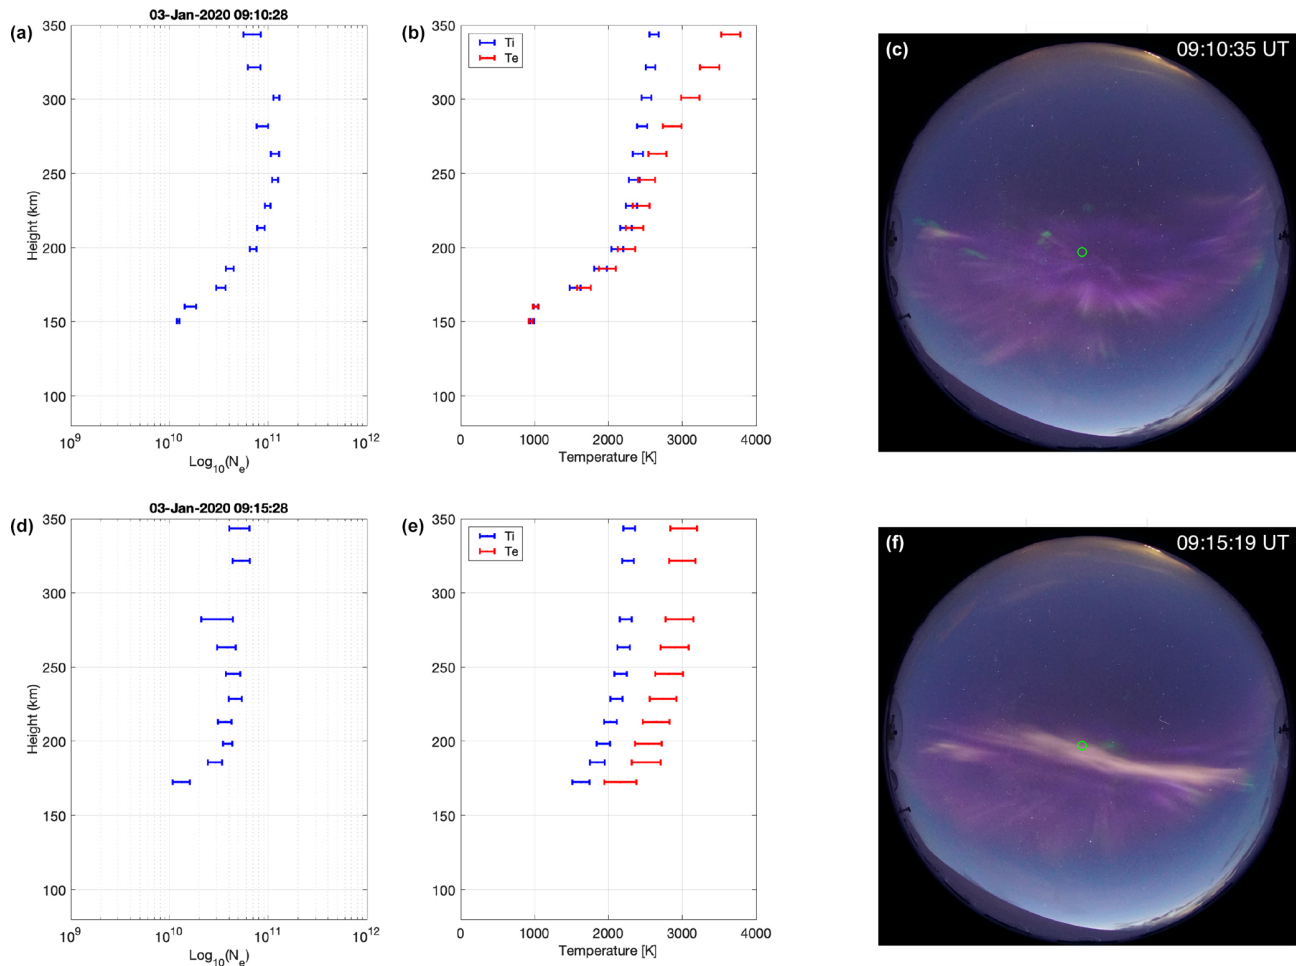 (a)
03-Jan-2020 09:10:28
350
300
250
200
150
100
Height (km)
10^9
10^10
10^11
10^12
Log_10(N_e)
(b)
Ti
Te
350
300
250
200
150
100
0
1000
2000
3000
4000
Temperature [K]
(c)
09:10:35 UT
(d)
03-Jan-2020 09:15:28
350
300
250
200
150
100
Height (km)
10^9
10^10
10^11
10^12
Log_10(N_e)
(e)
Ti
Te
350
300
250
200
150
100
0
1000
2000
3000
4000
Temperature [K]
(f)
09:15:19 UT